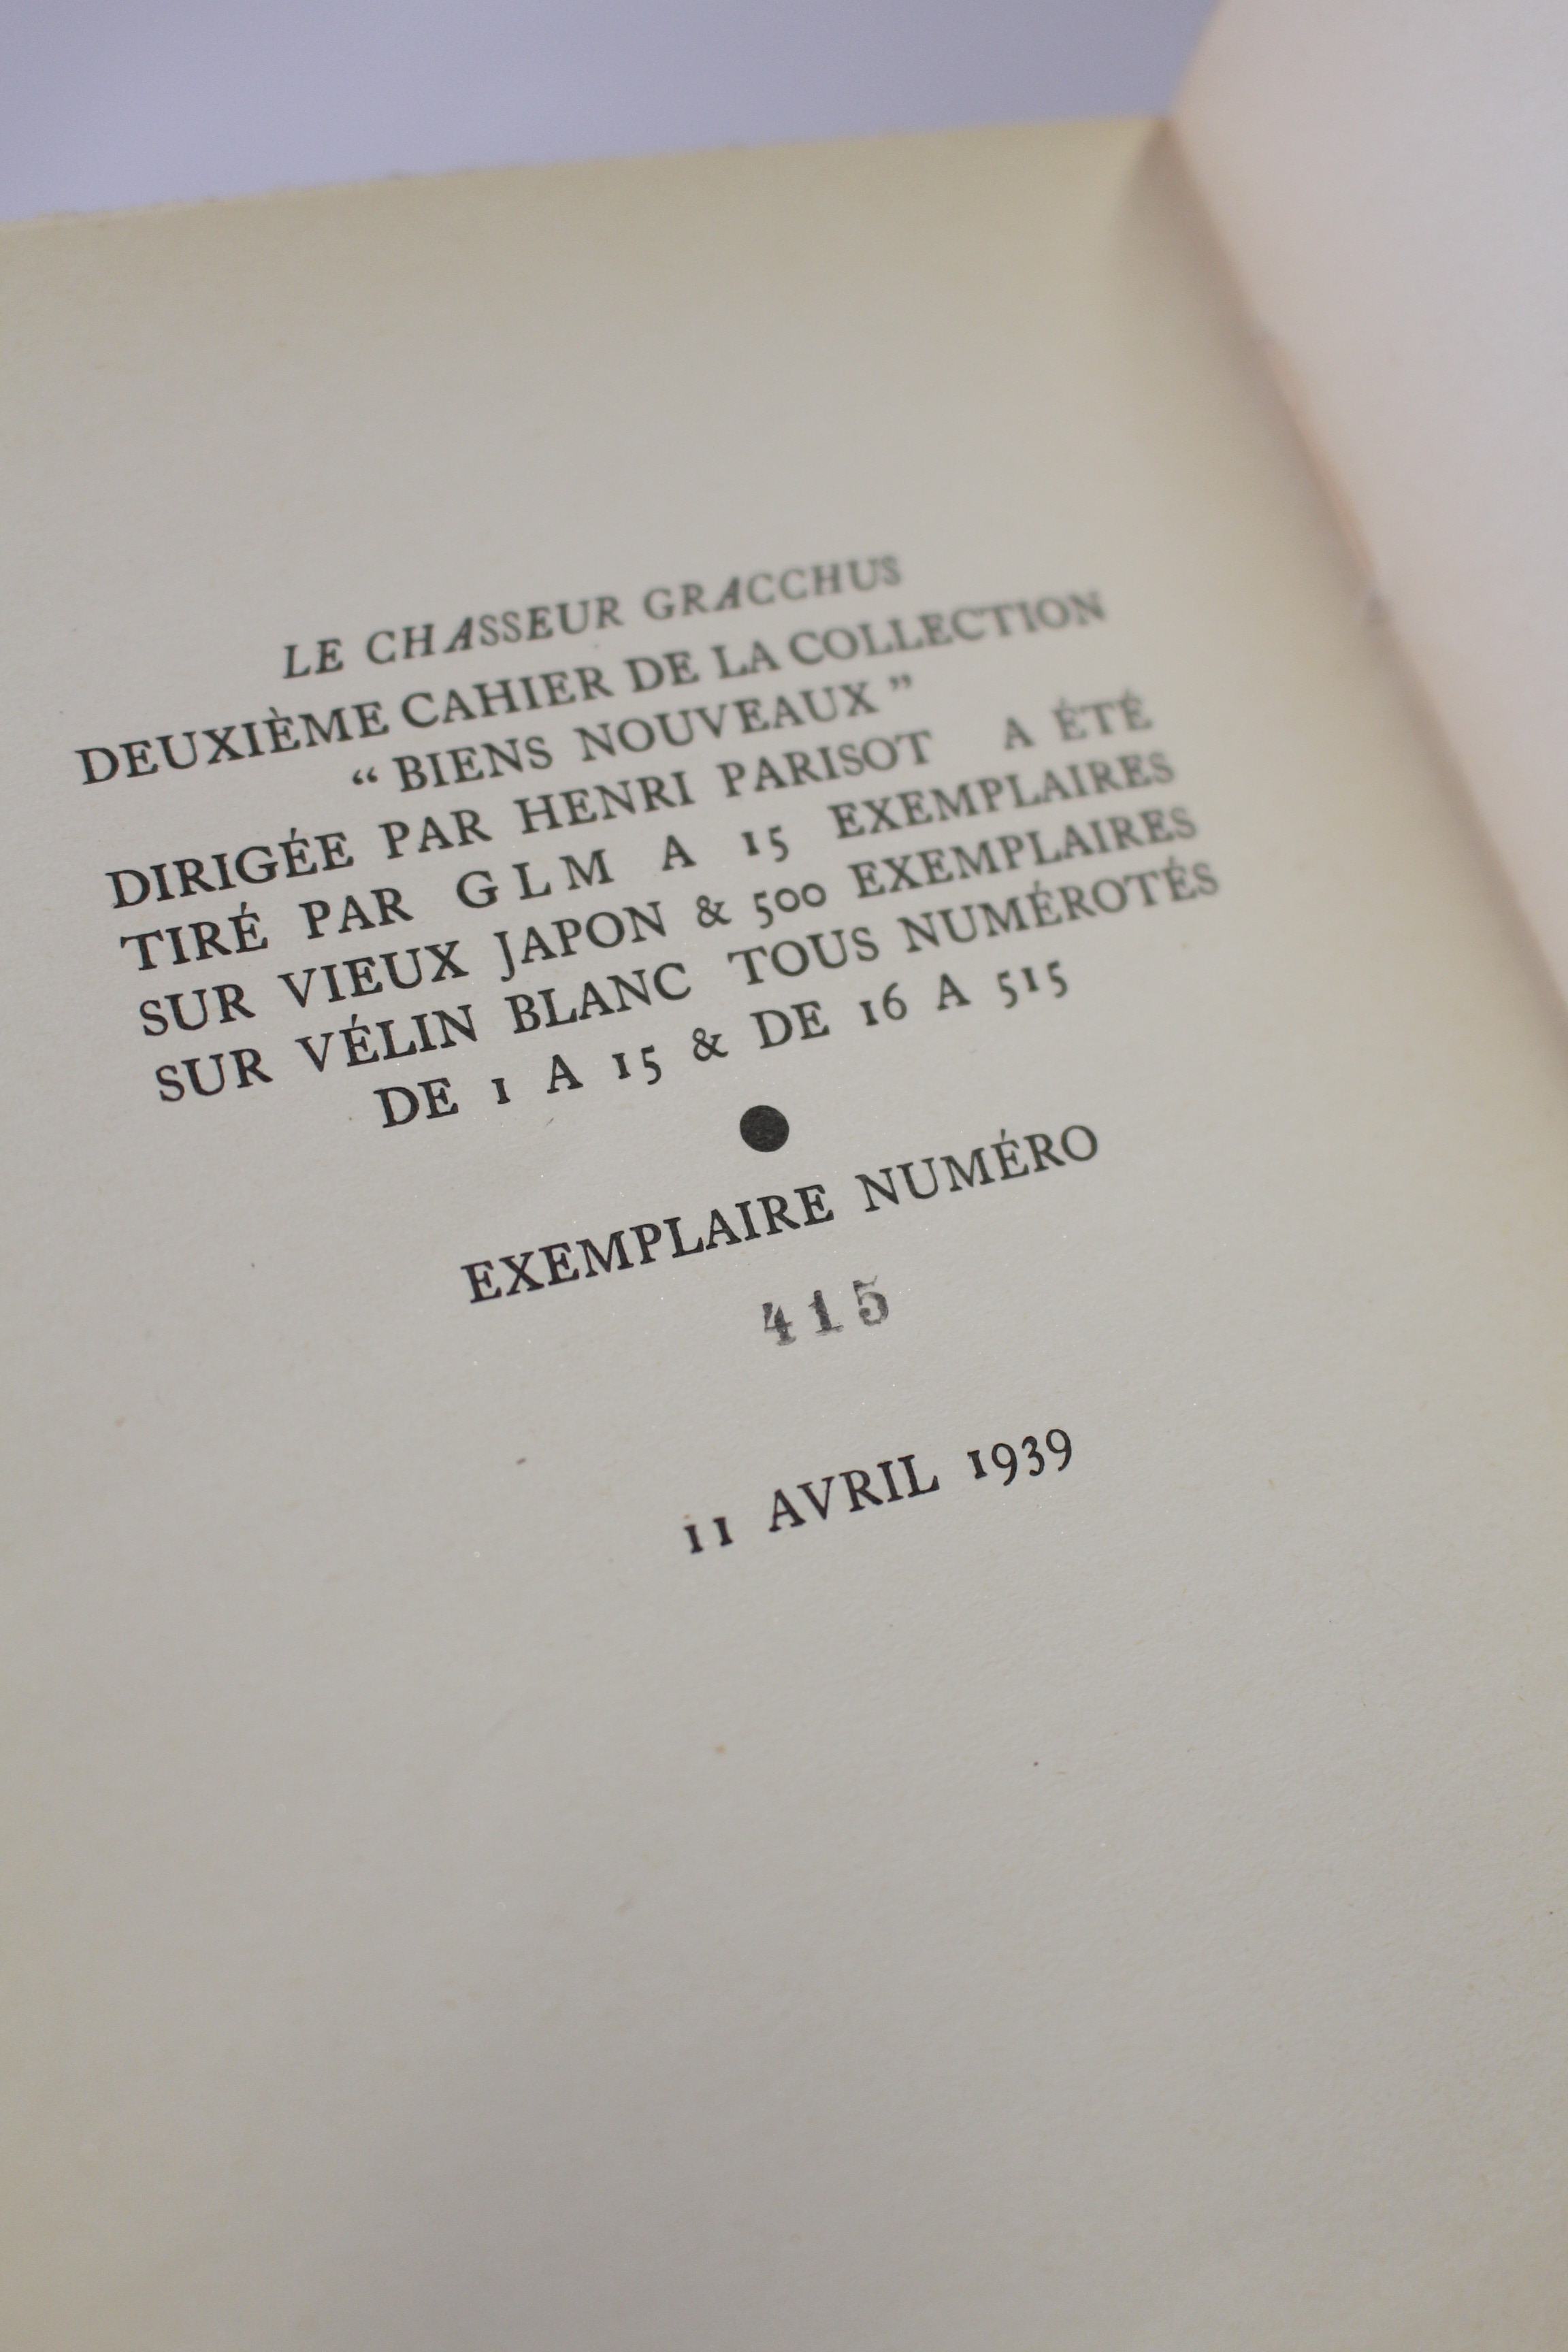 LE CHASSEUR GRACCHUS
DEUXIÈME CAHIER DE LA COLLECTION
“ BIENS NOUVEAUX ”
DIRIGÉE PAR HENRI PARISOT A ÉTÉ
TIRÉ PAR G L M A 15 EXEMPLAIRES
SUR VIEUX JAPON & 500 EXEMPLAIRES
SUR VÉLIN BLANC TOUS NUMÉROTÉS
DE 1 A 15 & DE 16 A 515
●
EXEMPLAIRE NUMÉRO
415
11 AVRIL 1939